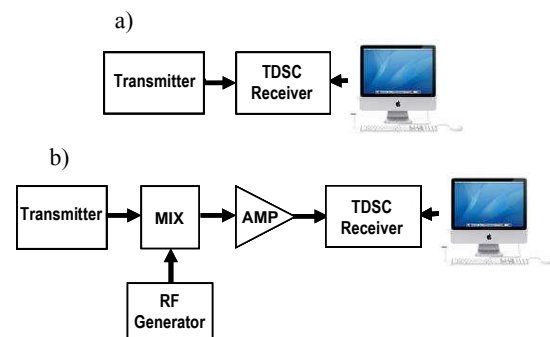 a)
Transmitter
TDSC
Receiver
b)
Transmitter
MIX
AMP
TDSC
Receiver
RF
Generator